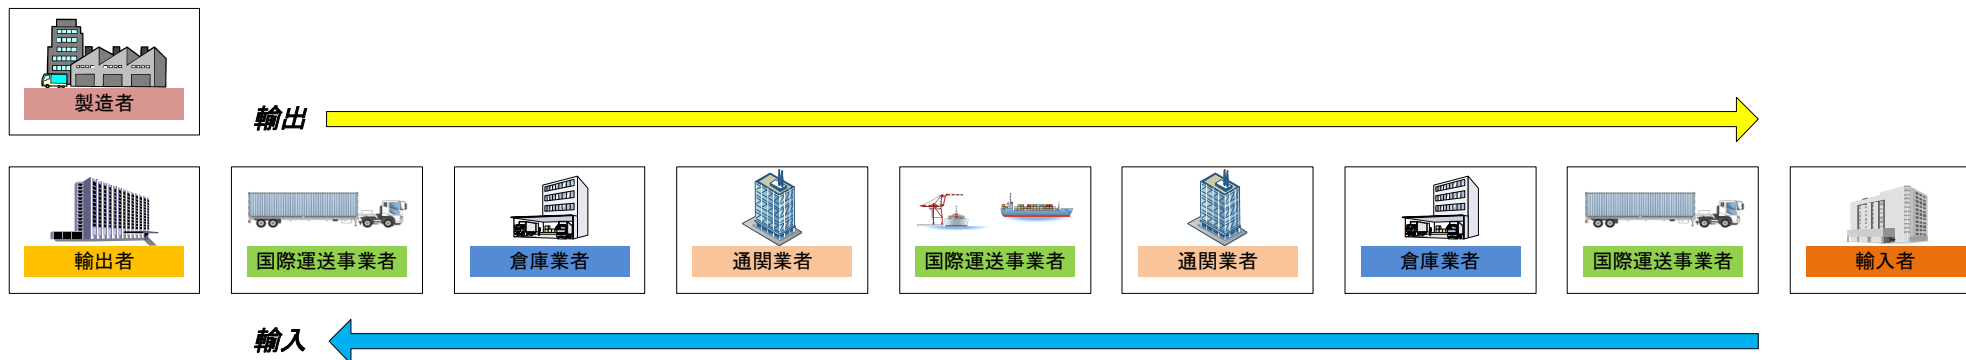 製造者
輸出
輸出者
国際運送事業者
倉庫業者
通関業者
国際運送事業者
通関業者
倉庫業者
国際運送事業者
輸入者
輸入